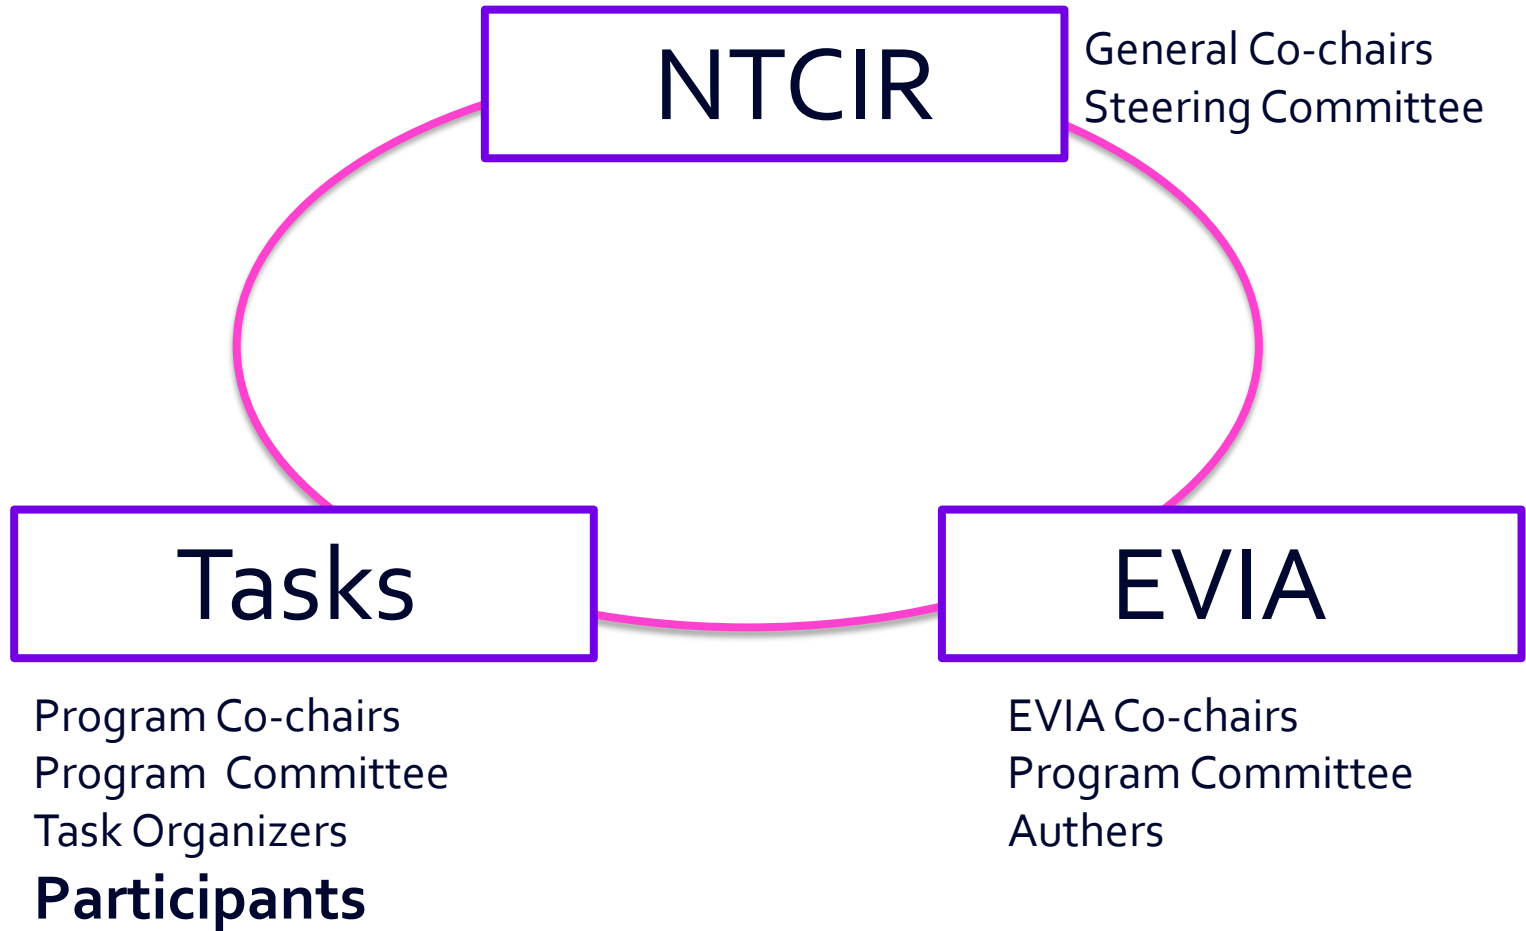 NTCIR
General Co-chairs
Steering Committee
Tasks
Program Co-chairs
Program Committee
Task Organizers
Participants
EVIA
EVIA Co-chairs
Program Committee
Authers